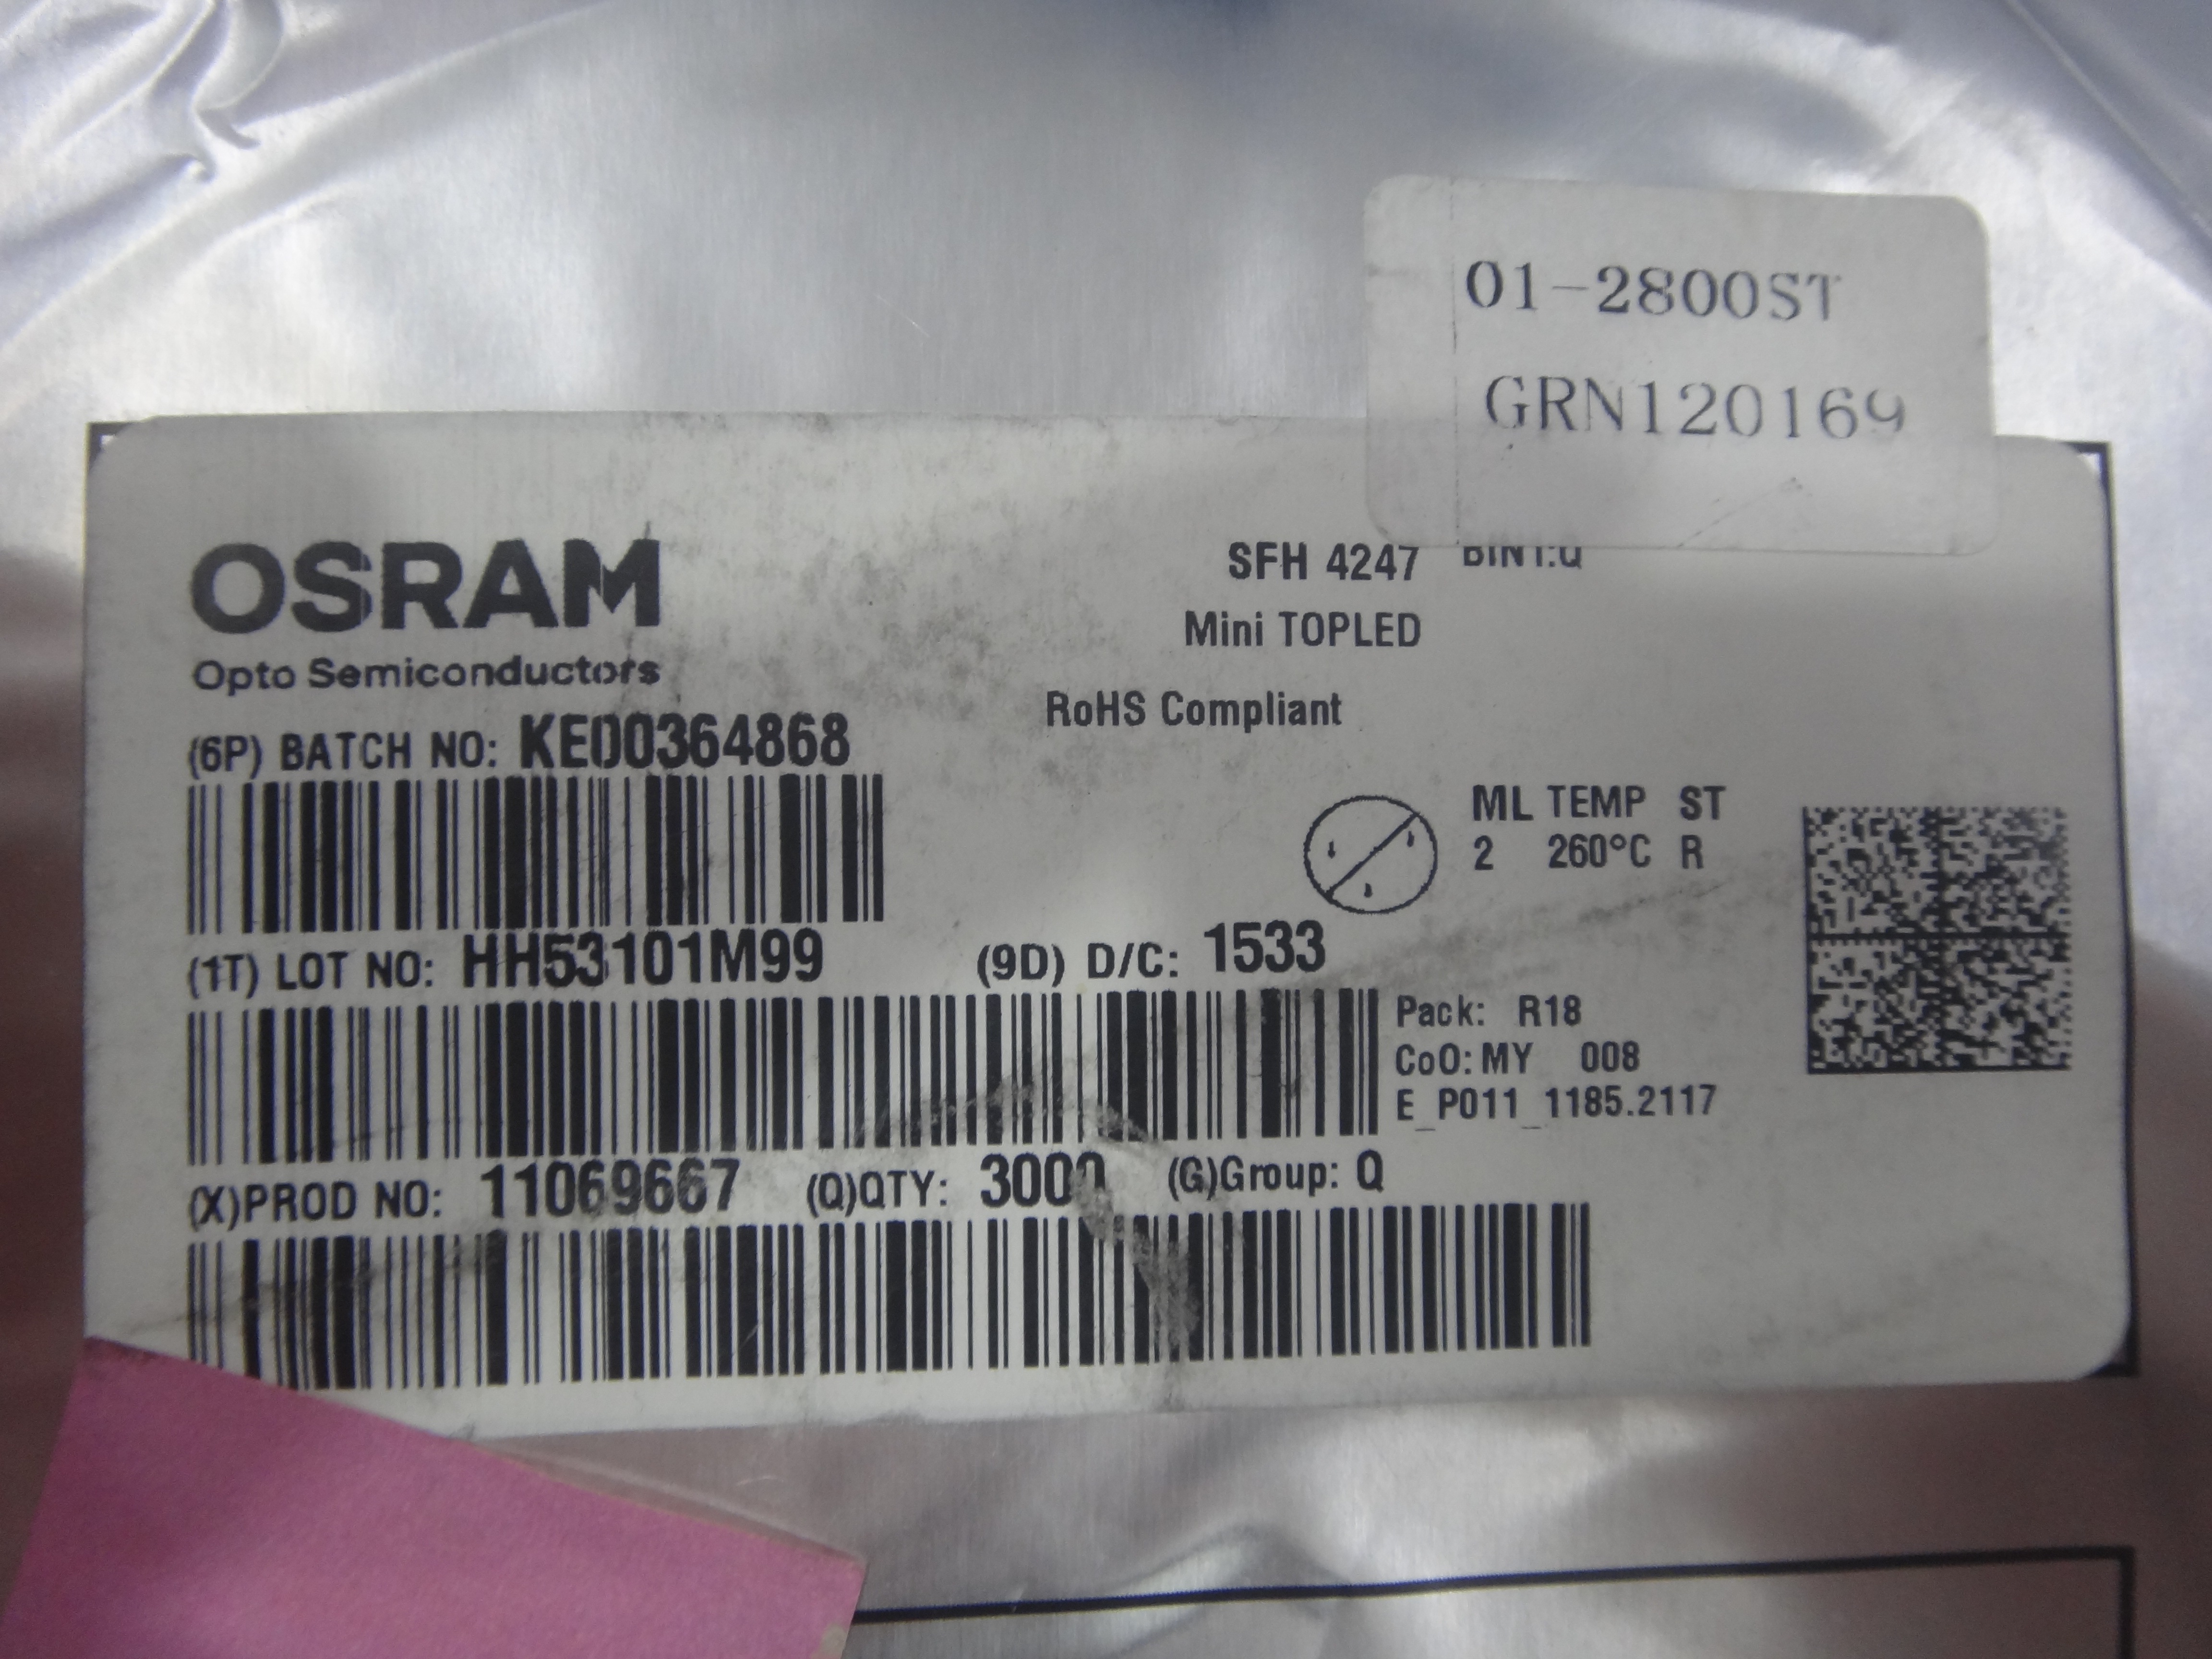 01-2800ST
GRN120169
OSRAM
Opto Semiconductors
SFH 4247 BIN1:Q
Mini TOPLED
RoHS Compliant
(6P) BATCH NO: KE00364868
ML TEMP ST
2 260°C R
(1T) LOT NO: HH53101M99 (9D) D/C: 1533
Pack: R18
CoO: MY 008
E_P011_1185.2117
(X)PROD NO: 11069667 (Q)QTY: 3000 (G)Group: Q